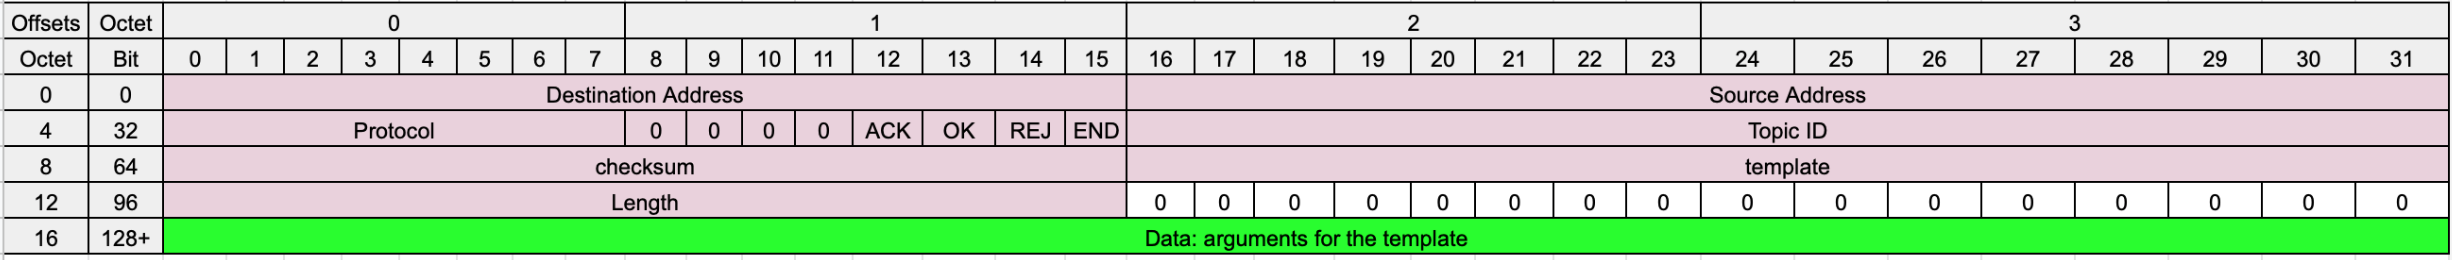 Offsets Octet 0 1 2 3
Octet Bit 0 1 2 3 4 5 6 7 8 9 10 11 12 13 14 15 16 17 18 19 20 21 22 23 24 25 26 27 28 29 30 31
0 0 Destination Address Source Address
4 32 Protocol 0 0 0 0 ACK OK REJ END Topic ID
8 64 checksum template
12 96 Length 0 0 0 0 0 0 0 0 0 0 0 0 0 0 0 0
16 128+ Data: arguments for the template